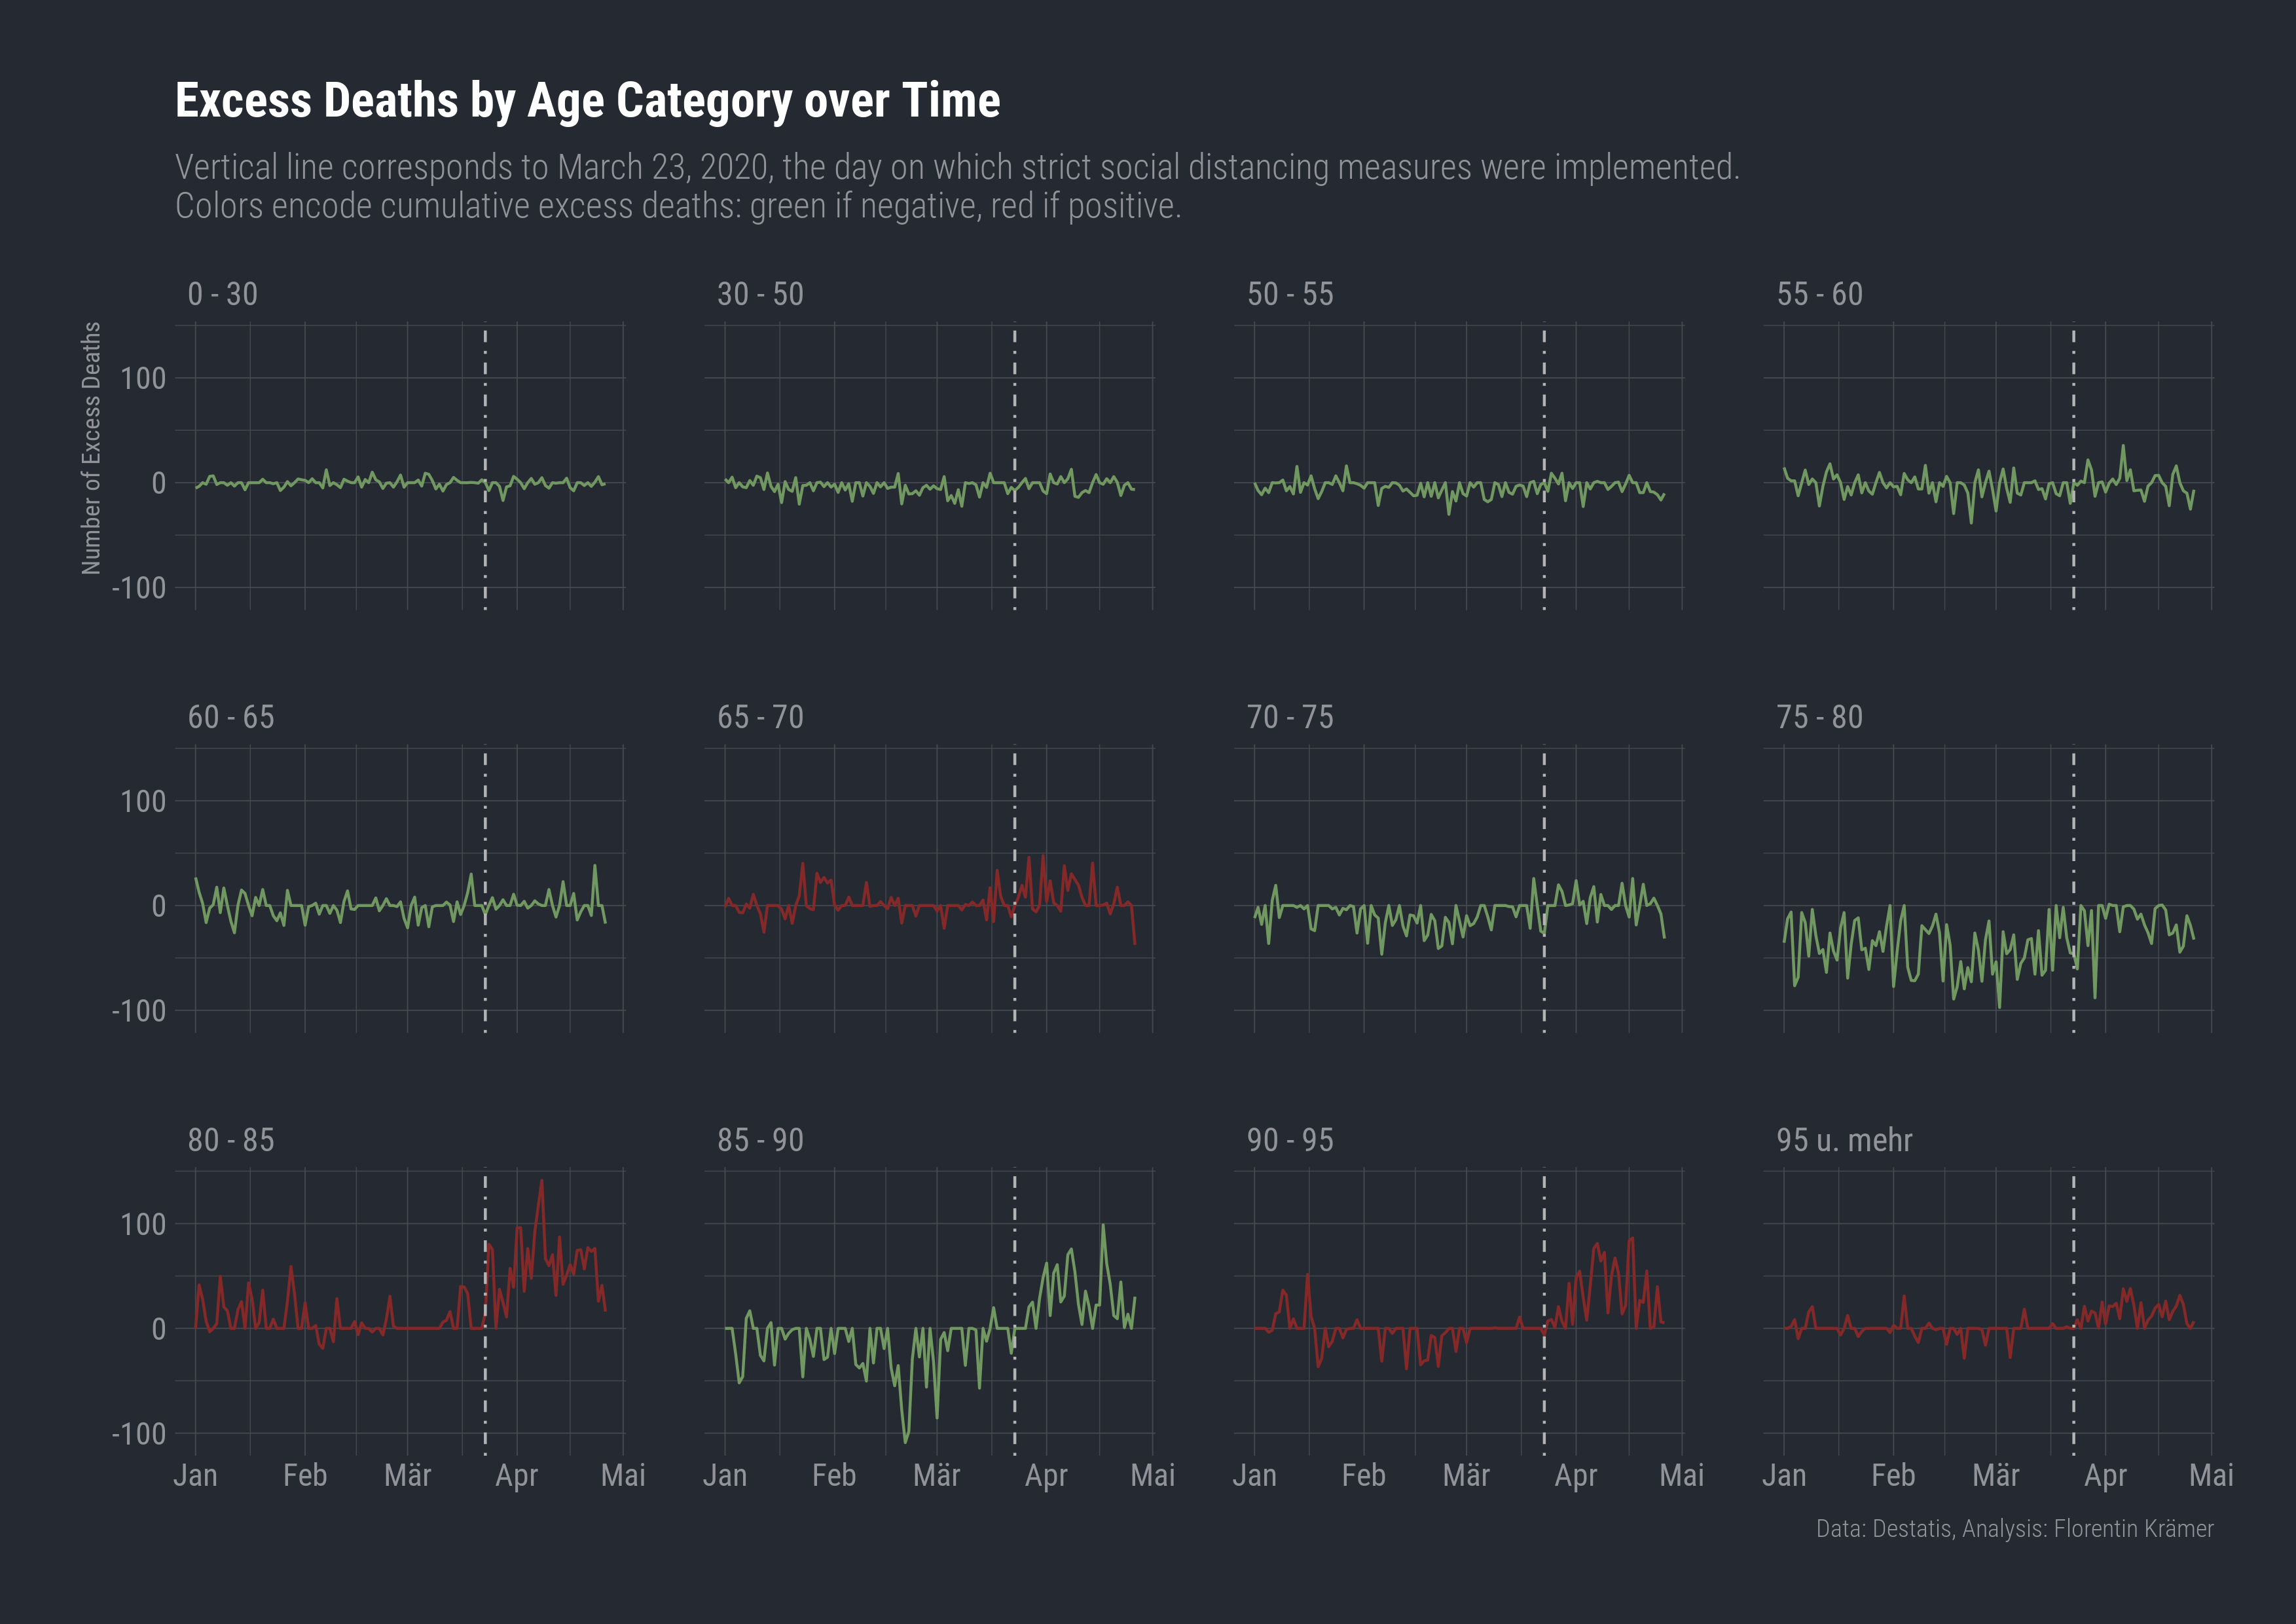 Excess Deaths by Age Category over Time
Vertical line corresponds to March 23, 2020, the day on which strict social distancing measures were implemented.
Colors encode cumulative excess deaths: green if negative, red if positive.
0 - 30
30 - 50
50 - 55
55 - 60
Number of Excess Deaths
100
0
-100
60 - 65
65 - 70
70 - 75
75 - 80
100
0
-100
80 - 85
85 - 90
90 - 95
95 u. mehr
100
0
-100
Jan Feb Mär Apr Mai
Jan Feb Mär Apr Mai
Jan Feb Mär Apr Mai
Jan Feb Mär Apr Mai
Data: Destatis, Analysis: Florentin Krämer